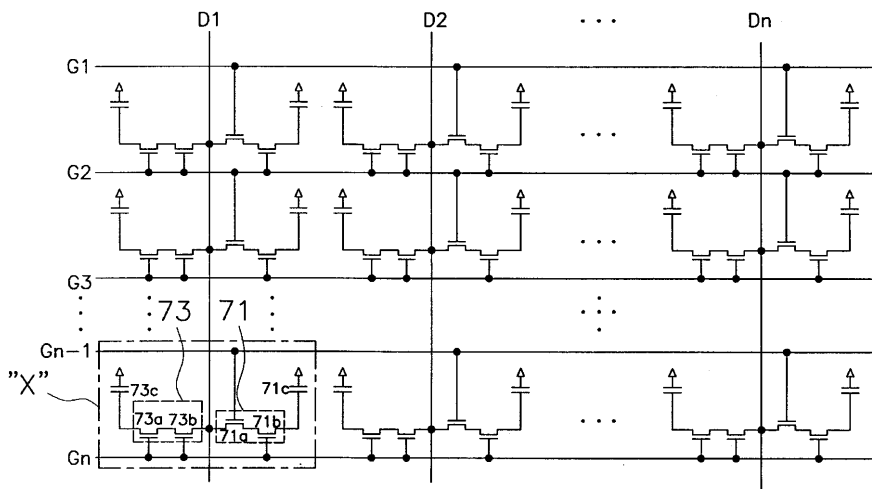 D1 D2 ... Dn
G1
...
G2
...
G3
73 71
Gn-1
"X"
73c 71c
73a 73b 71b
71a
...
Gn